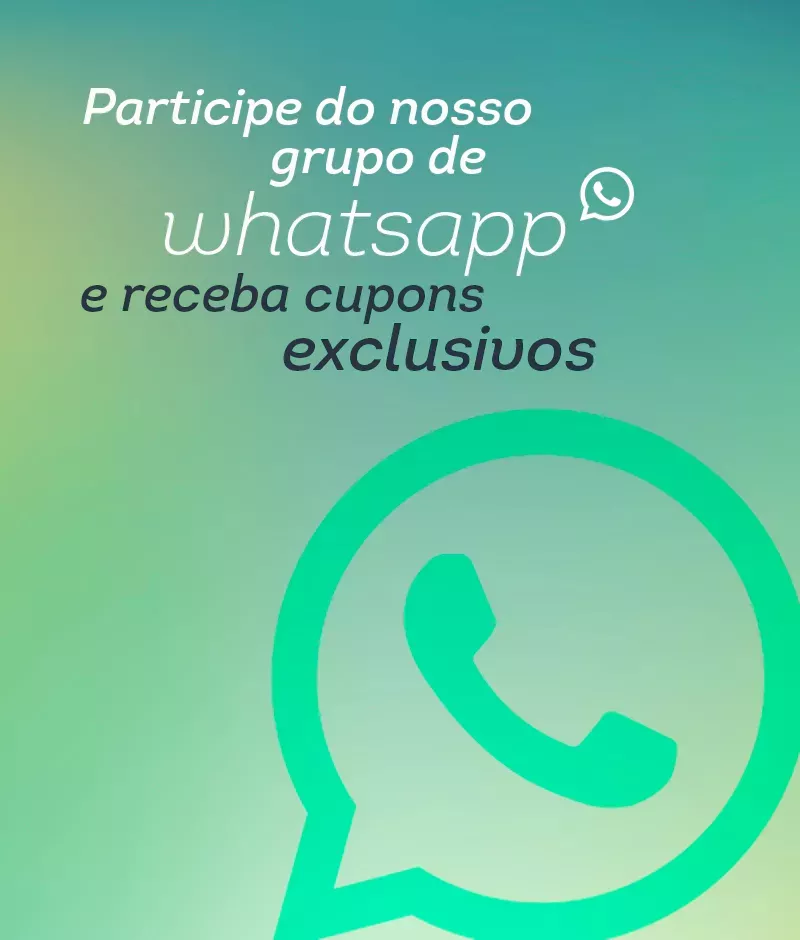 Participe do nosso
grupo de
whatsapp
e receba cupons
exclusivos